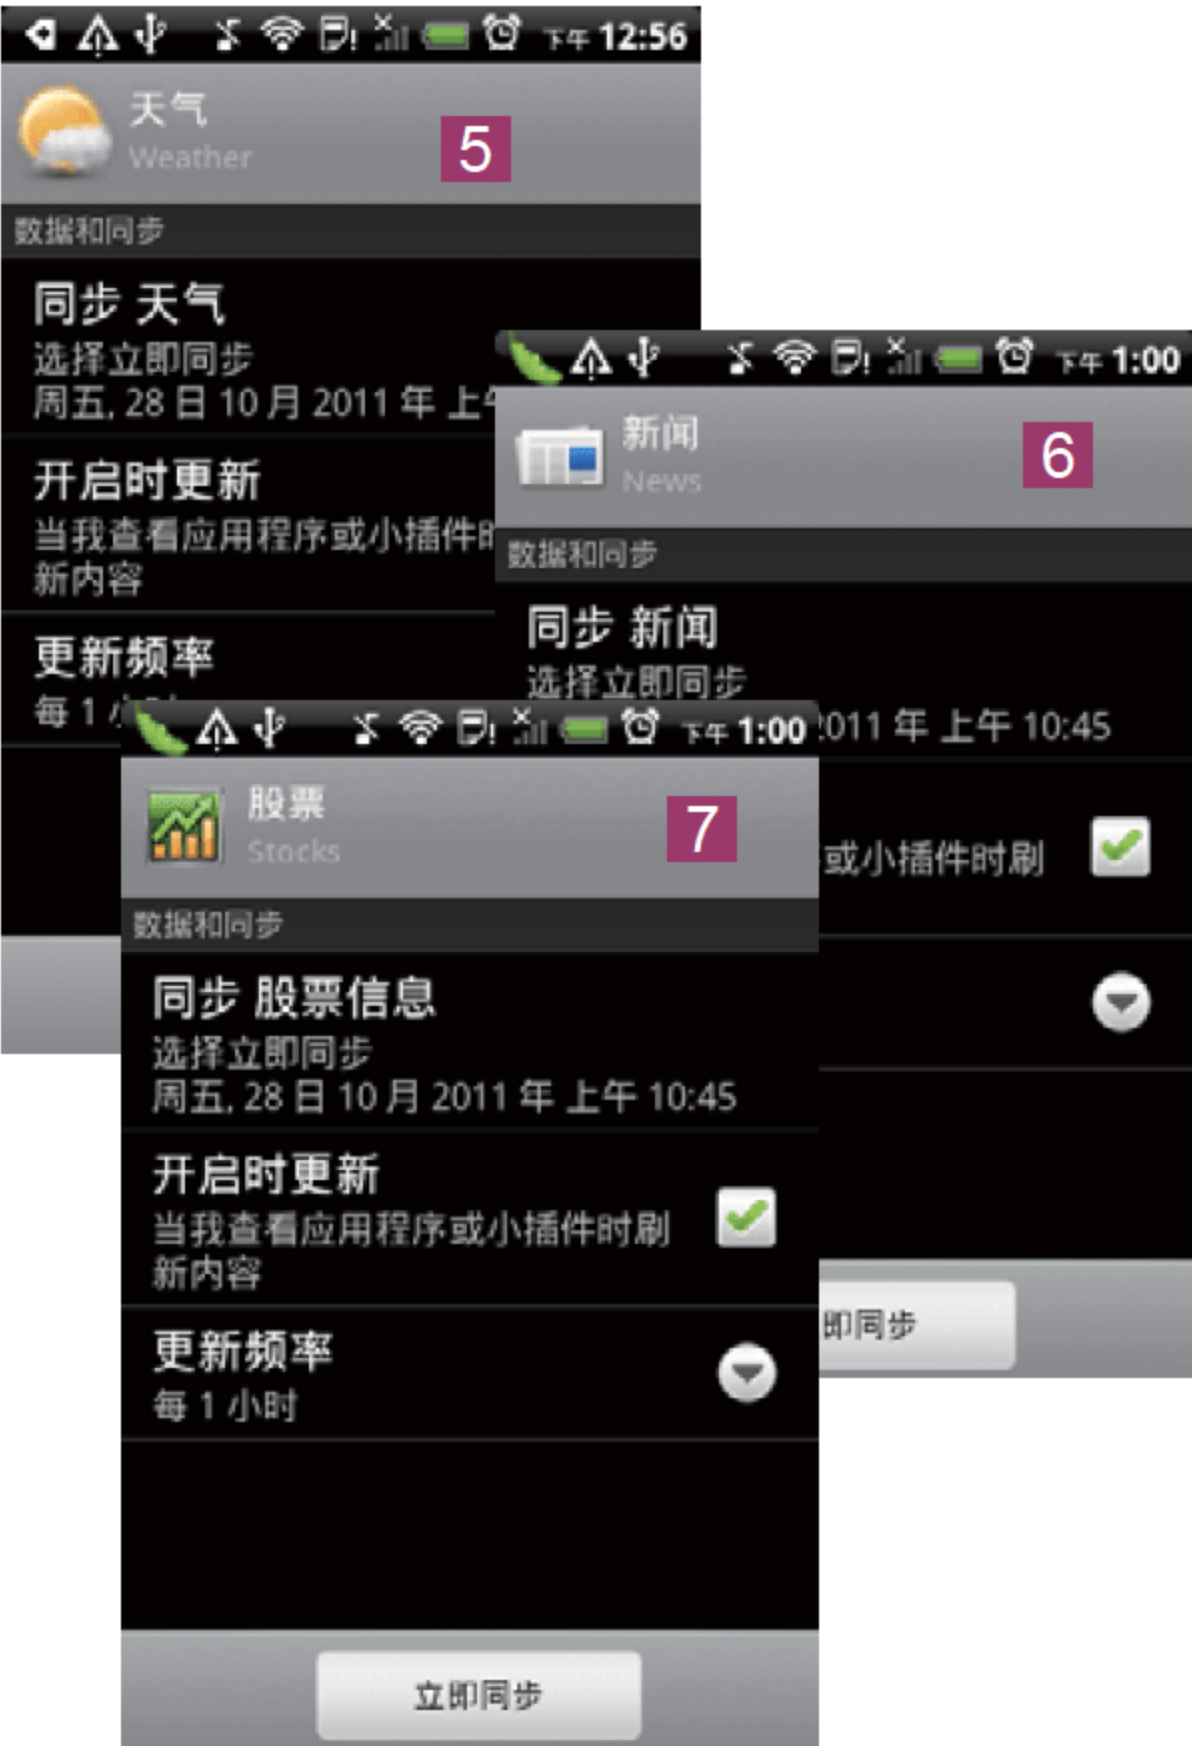 下午 12:56
天气
Weather
5
数据和同步
同步 天气
选择立即同步
周五, 28 日 10 月 2011 年 上午
开启时更新
当我查看应用程序或小插件时
新内容
更新频率
每 1 小时
下午 1:00
新闻
News
6
数据和同步
同步 新闻
选择立即同步
2011 年 上午 10:45
或小插件时刷
即同步
下午 1:00
股票
Stocks
7
数据和同步
同步 股票信息
选择立即同步
周五, 28 日 10 月 2011 年 上午 10:45
开启时更新
当我查看应用程序或小插件时刷
新内容
更新频率
每 1 小时
立即同步